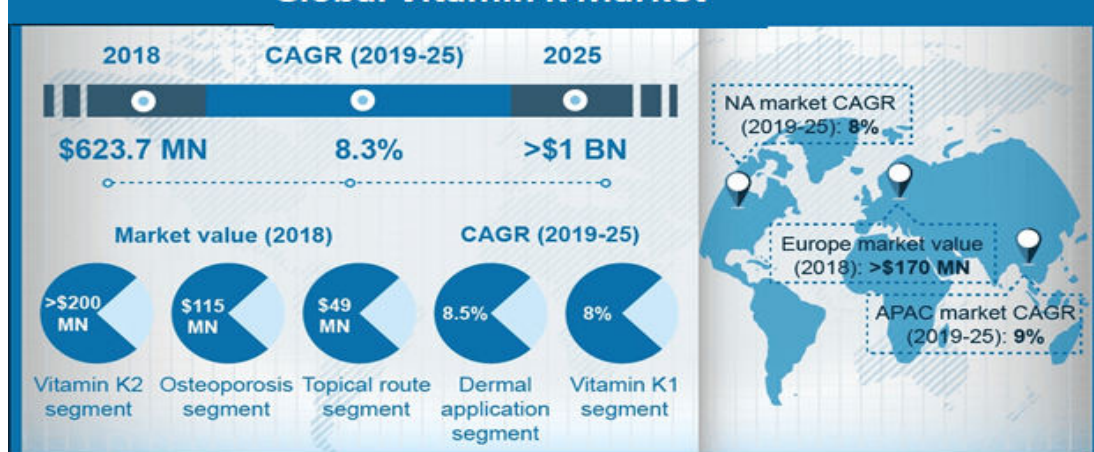 Global Vitamin K Market
2018
CAGR (2019-25)
2025
$623.7 MN
8.3%
>$1 BN
Market value (2018)
CAGR (2019-25)
>$200
MN
$115
MN
$49
MN
8.5%
8%
Vitamin K2
segment
Osteoporosis
segment
Topical route
segment
Dermal
application
segment
Vitamin K1
segment
NA market CAGR
(2019-25): 8%
Europe market value
(2018): >$170 MN
APAC market CAGR
(2019-25): 9%